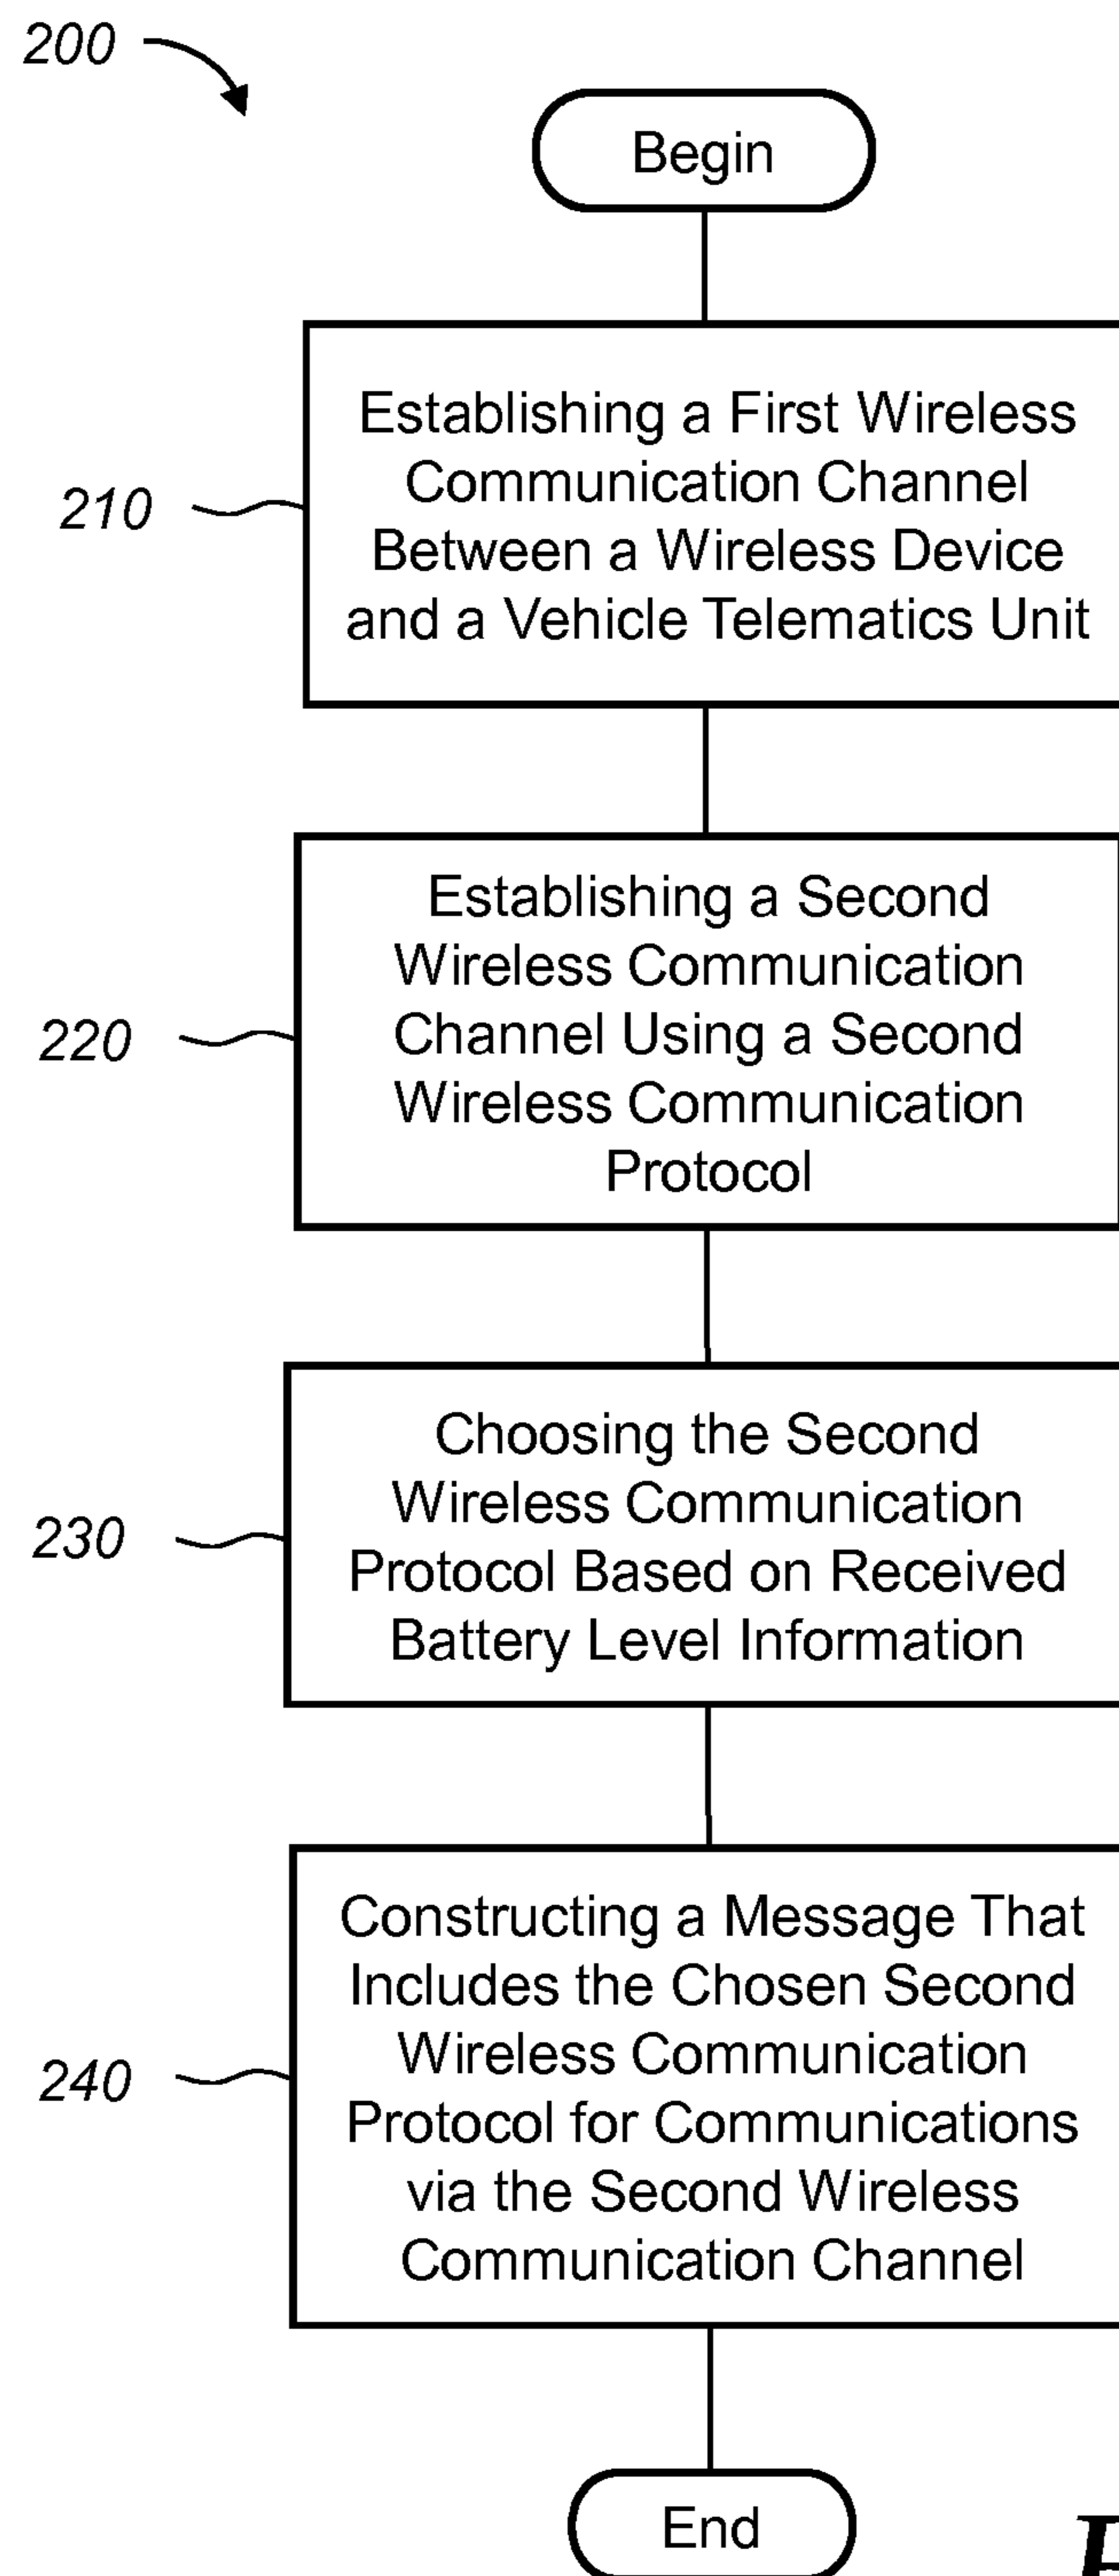 200
Begin
210
Establishing a First Wireless
Communication Channel
Between a Wireless Device
and a Vehicle Telematics Unit
220
Establishing a Second
Wireless Communication
Channel Using a Second
Wireless Communication
Protocol
230
Choosing the Second
Wireless Communication
Protocol Based on Received
Battery Level Information
240
Constructing a Message That
Includes the Chosen Second
Wireless Communication
Protocol for Communications
via the Second Wireless
Communication Channel
End